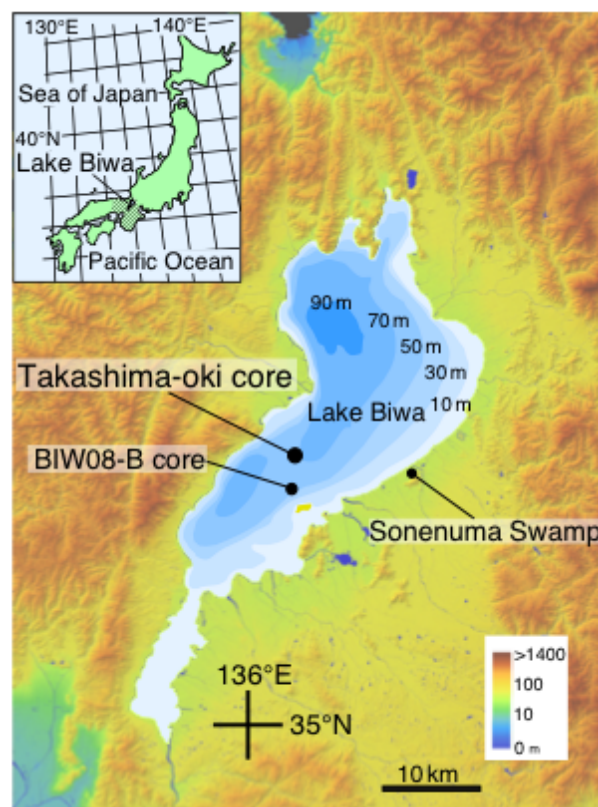 130°E
140°E
Sea of Japan
40°N
Lake Biwa
Pacific Ocean
90 m
70 m
50 m
30 m
10 m
Takashima-oki core
Lake Biwa
BIW08-B core
Sonenuma Swamp
136°E
35°N
>1400
100
10
0 m
10 km